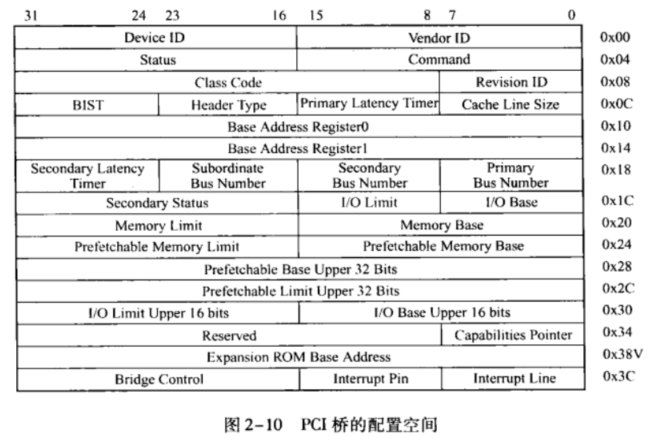 31 24 23 16 15 8 7 0
Device ID Vendor ID 0x00
Status Command 0x04
Class Code Revision ID 0x08
BIST Header Type Primary Latency Timer Cache Line Size 0x0C
Base Address Register0 0x10
Base Address Register1 0x14
Secondary Latency Subordinate Secondary Primary 0x18
Timer Bus Number Bus Number Bus Number
Secondary Status I/O Limit I/O Base 0x1C
Memory Limit Memory Base 0x20
Prefetchable Memory Limit Prefetchable Memory Base 0x24
Prefetchable Base Upper 32 Bits 0x28
Prefetchable Limit Upper 32 Bits 0x2C
I/O Limit Upper 16 bits I/O Base Upper 16 bits 0x30
Reserved Capabilities Pointer 0x34
Expansion ROM Base Address 0x38V
Bridge Control Interrupt Pin Interrupt Line 0x3C
图 2-10 PCI 桥的配置空间